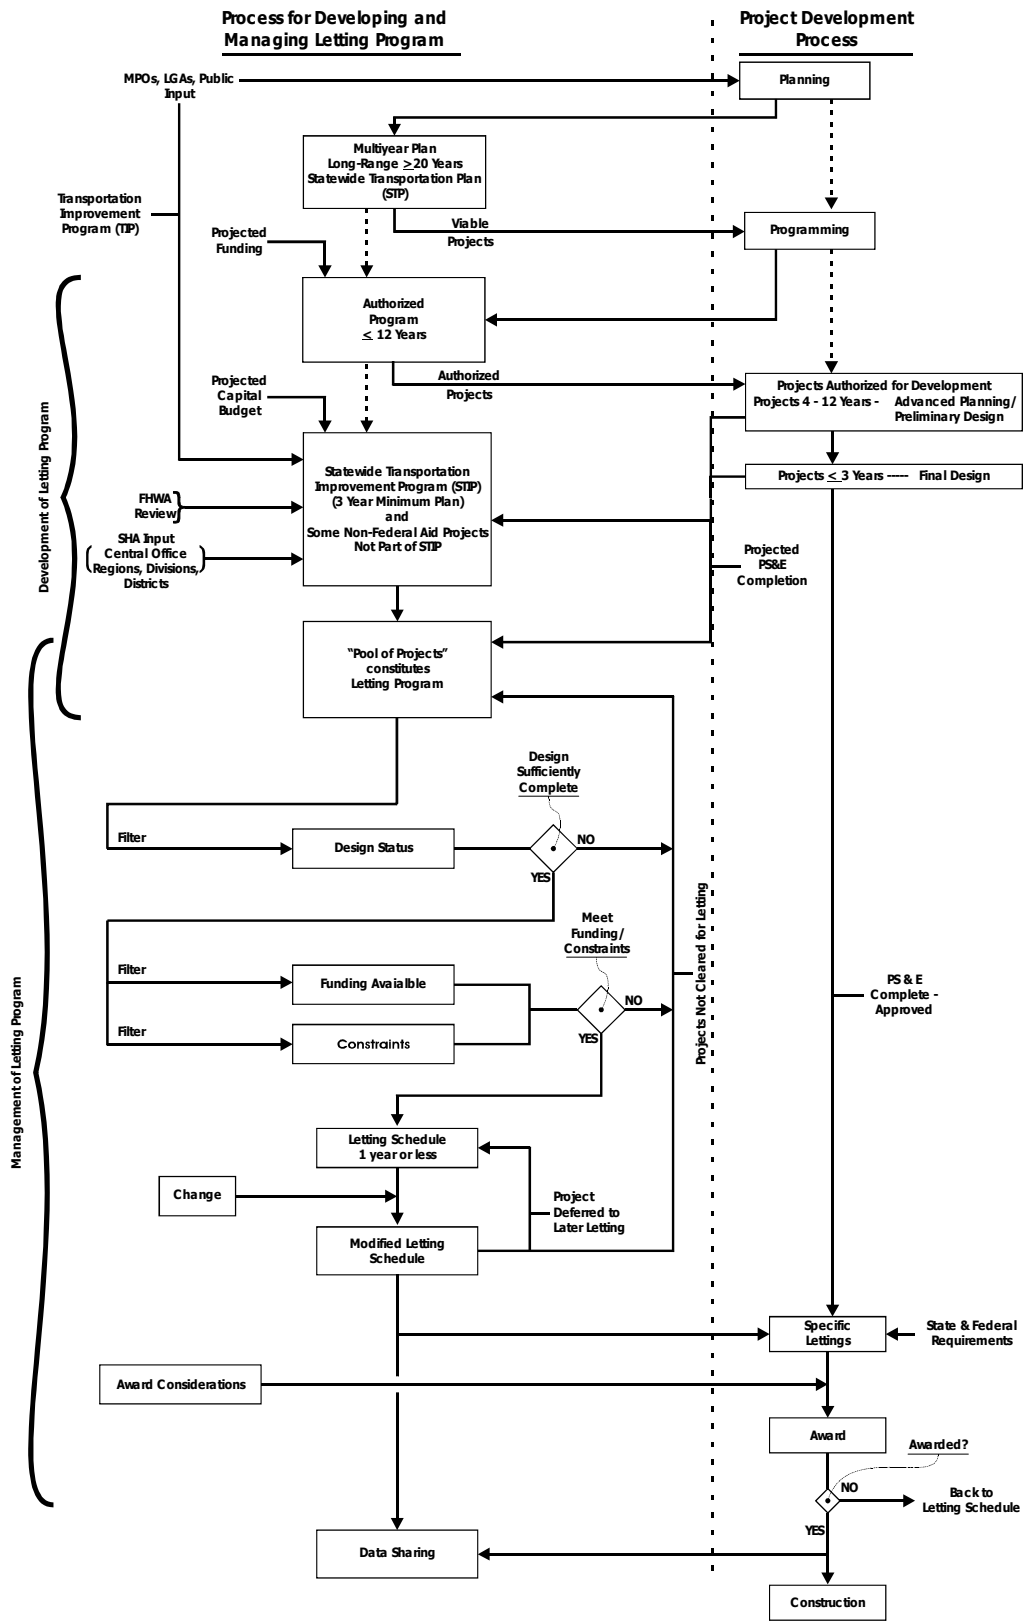 Process for Developing and
Managing Letting Program
Project Development
Process
MPOs, LGAs, Public
Input
Planning
Multiyear Plan
Long-Range >20 Years
Statewide Transportation Plan
(STP)
Transportation
Improvement
Program (TIP)
Projected
Funding
Viable
Projects
Programming
Authorized
Program
< 12 Years
Projected
Capital
Budget
Authorized
Projects
Projects Authorized for Development
Projects 4 - 12 Years - Advanced Planning/
Preliminary Design
Development of Letting Program
Statewide Transportation
Improvement Program (STIP)
(3 Year Minimum Plan)
and
Some Non-Federal Aid Projects
Not Part of STIP
Projects < 3 Years ----- Final Design
FHWA
Review
SHA Input
Central Office
Regions, Divisions,
Districts
Projected
PS&E
Completion
"Pool of Projects"
constitutes
Letting Program
Design
Sufficiently
Complete
Filter
Design Status
NO
YES
Meet
Funding/
Constraints
Filter
Funding Avaialble
NO
Filter
Constraints
YES
Projects Not Cleared for Letting
PS & E
Complete -
Approved
Management of Letting Program
Letting Schedule
1 year or less
Change
Project
Deferred to
Later Letting
Modified Letting
Schedule
Specific
Lettings
State & Federal
Requirements
Award Considerations
Award
Awarded?
NO
Back to
Letting Schedule
YES
Data Sharing
Construction